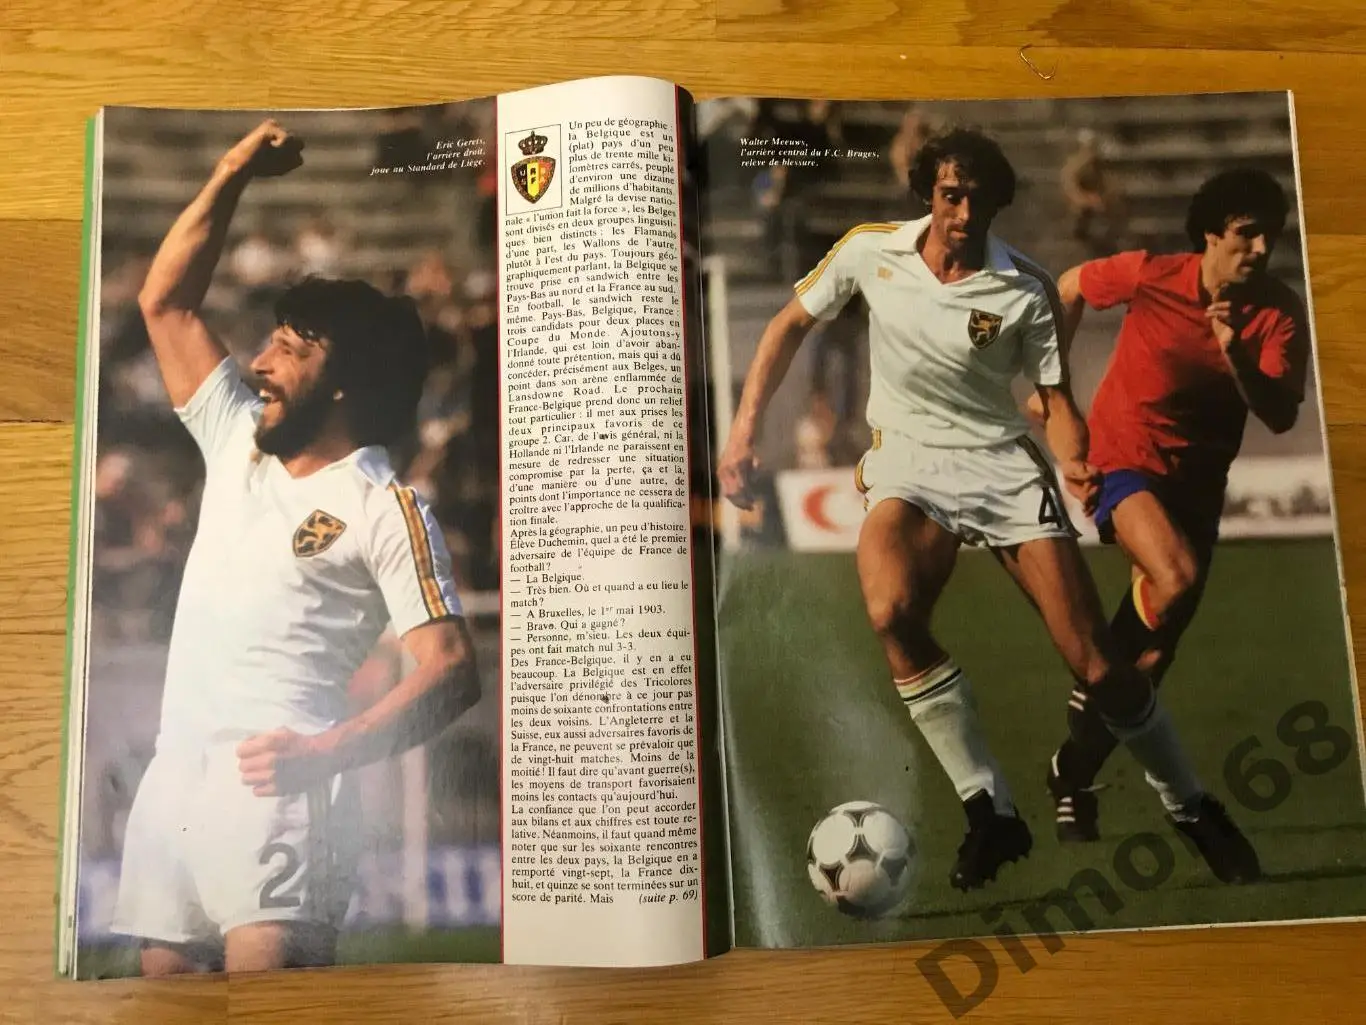 Eric Gerets,
l'arrière droit,
joue au Standard de Liège.
Un peu de géographie :
la Belgique est un
(plat) pays d'un peu
plus de trente mille ki-
lomètres carrés, peuplé
d'environ une dizaine
de millions d'habitants.
Malgré la devise natio-
nale « l'union fait la force », les Belges
sont divisés en deux groupes linguisti-
ques bien distincts : les Flamands
d'une part, les Wallons de l'autre,
plutôt à l'est du pays. Toujours géo-
graphiquement parlant, la Belgique se
trouve prise en sandwich entre les
Pays-Bas au nord et la France au sud.
En football, le sandwich reste le
même. Pays-Bas, Belgique, France :
trois candidats pour deux places en
Coupe du Monde. Ajoutons-y
l'Irlande, qui est loin d'avoir aban-
donné toute prétention, mais qui a dû
concéder, précisément aux Belges, un
point dans son arène enflammée de
Lansdowne Road. Le prochain
France-Belgique prend donc un relief
tout particulier : il met aux prises les
deux principaux favoris de ce
groupe 2. Car, de l'avis général, ni la
Hollande ni l'Irlande ne paraissent en
mesure de redresser une situation
compromise par la perte, ça et là,
d'une manière ou d'une autre, de
points dont l'importance ne cessera de
croître avec l'approche de la qualifica-
tion finale.
Après la géographie, un peu d'histoire.
Élève Duchemin, quel a été le premier
adversaire de l'équipe de France de
football ?
— La Belgique.
— Très bien. Où et quand a eu lieu le
match ?
— A Bruxelles, le 1er mai 1903.
— Bravo. Qui a gagné ?
— Personne, m'sieu. Les deux équi-
pes ont fait match nul 3-3.
Des France-Belgique, il y en a eu
beaucoup. La Belgique est en effet
l'adversaire privilégié des Tricolores
puisque l'on dénombre à ce jour pas
moins de soixante confrontations entre
les deux voisins. L'Angleterre et la
Suisse, eux aussi adversaires favoris de
la France, ne peuvent se prévaloir que
de vingt-huit matches. Moins de la
moitié ! Il faut dire qu'avant guerre(s),
les moyens de transport favorisaient
moins les contacts qu'aujourd'hui.
La confiance que l'on peut accorder
aux bilans et aux chiffres est toute re-
lative. Néanmoins, il faut quand même
noter que sur les soixante rencontres
entre les deux pays, la Belgique en a
remporté vingt-sept, la France dix-
huit, et quinze se sont terminées sur un
score de parité. Mais (suite p. 69)
Walter Meeuws,
l'arrière central du F.C. Bruges,
relève de blessure.
2
4